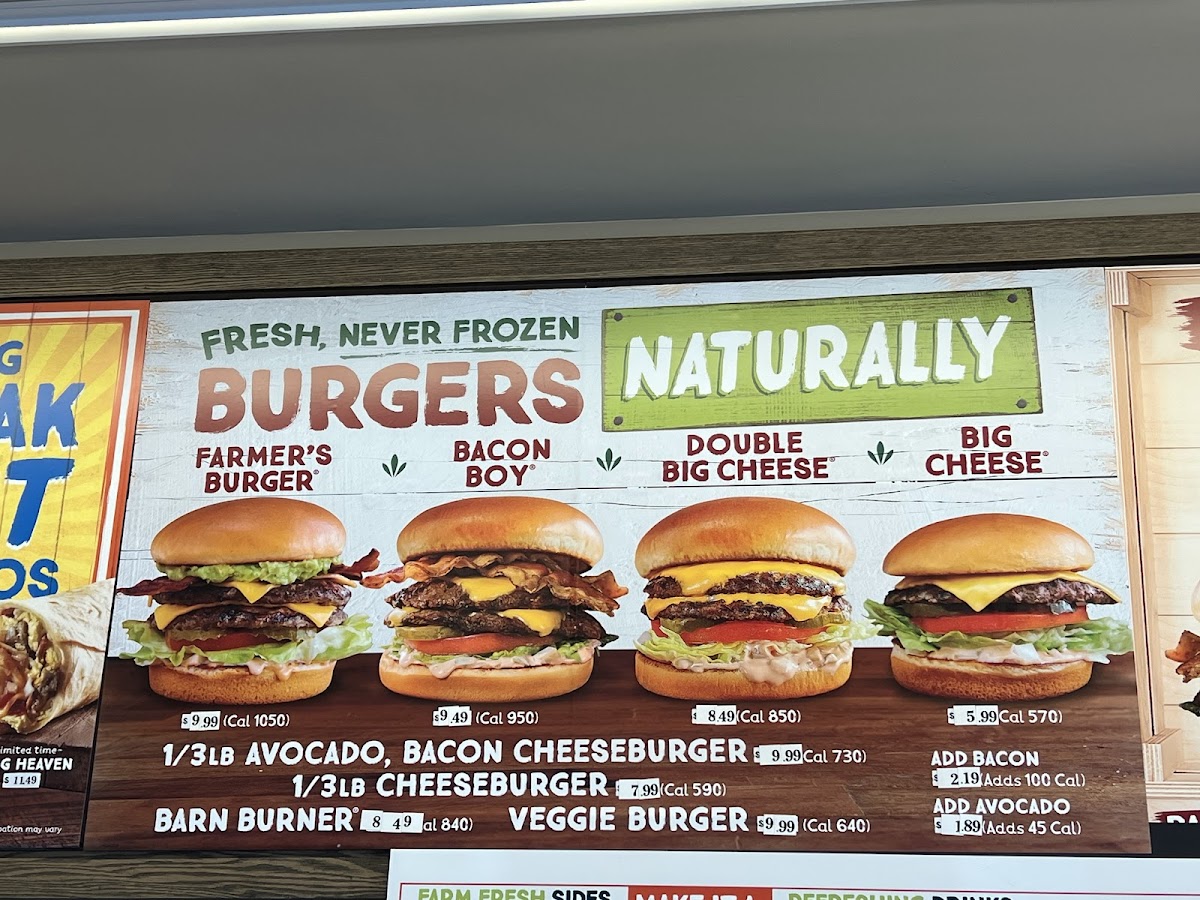 FRESH, NEVER FROZEN
BURGERS
NATURALLY
FARMER'S
BURGER®
BACON
BOY®
DOUBLE
BIG CHEESE®
BIG
CHEESE®
$9.99 (Cal 1050)
$9.49 (Cal 950)
$8.49 (Cal 850)
$5.99 Cal 570)
1/3LB AVOCADO, BACON CHEESEBURGER $9.99 Cal 730)
1/3LB CHEESEBURGER $7.99 (Cal 590)
BARN BURNER® 8 49 al 840)
VEGGIE BURGER $9.99 (Cal 640)
ADD BACON
$2.19 (Adds 100 Cal)
ADD AVOCADO
$1.89 (Adds 45 Cal)
G
AK
T
OS
imited time-
G HEAVEN
$11.49
pation may vary
FARM FRESH SIDES
MAKE IT A
REFRESHING DRINKS